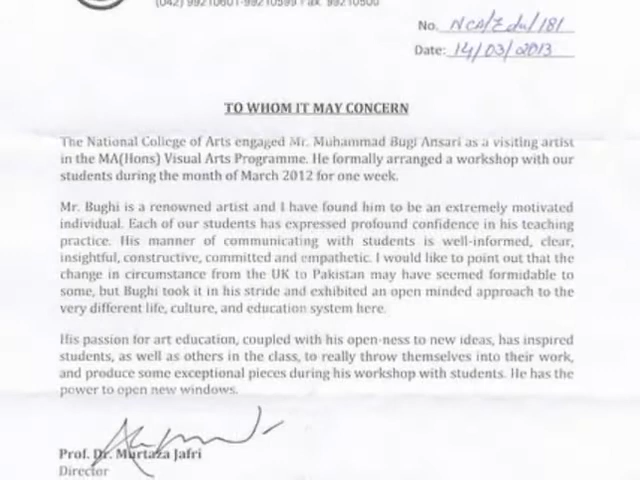 (042) 99210601-99210599 Fax: 99210500
No. NCA/Edu/181
Date: 14/03/2013
TO WHOM IT MAY CONCERN
The National College of Arts engaged Mr. Muhammad Bugi Ansari as a visiting artist
in the MA(Hons) Visual Arts Programme. He formally arranged a workshop with our
students during the month of March 2012 for one week.
Mr. Bughi is a renowned artist and I have found him to be an extremely motivated
individual. Each of our students has expressed profound confidence in his teaching
practice. His manner of communicating with students is well-informed, clear,
insightful, constructive, committed and empathetic. I would like to point out that the
change in circumstance from the UK to Pakistan may have seemed formidable to
some, but Bughi took it in his stride and exhibited an open minded approach to the
very different life, culture, and education system here.
His passion for art education, coupled with his open-ness to new ideas, has inspired
students, as well as others in the class, to really throw themselves into their work,
and produce some exceptional pieces during his workshop with students. He has the
power to open new windows.
Prof. Dr. Murtaza Jafri
Director